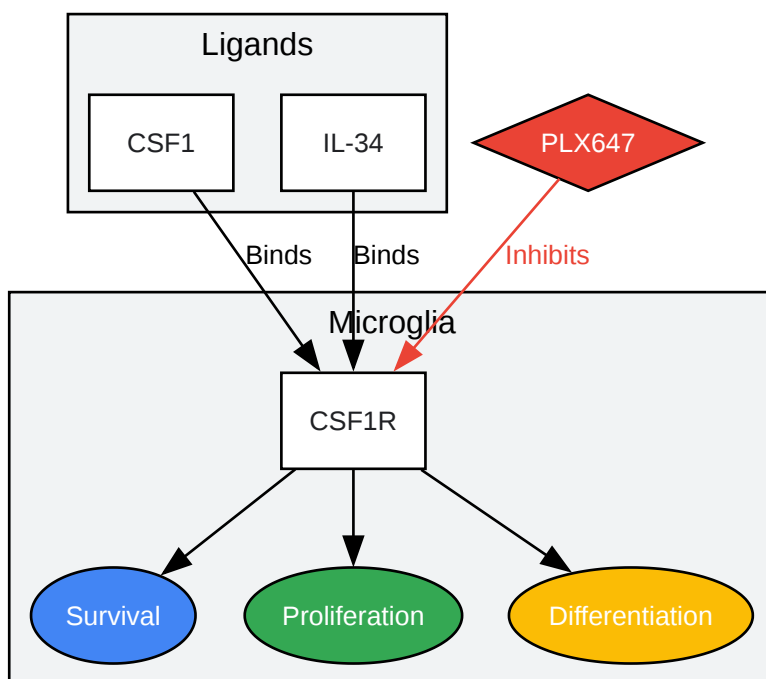 Ligands
CSF1
IL-34
PLX647
Binds
Binds
Inhibits
Microglia
CSF1R
Survival
Proliferation
Differentiation